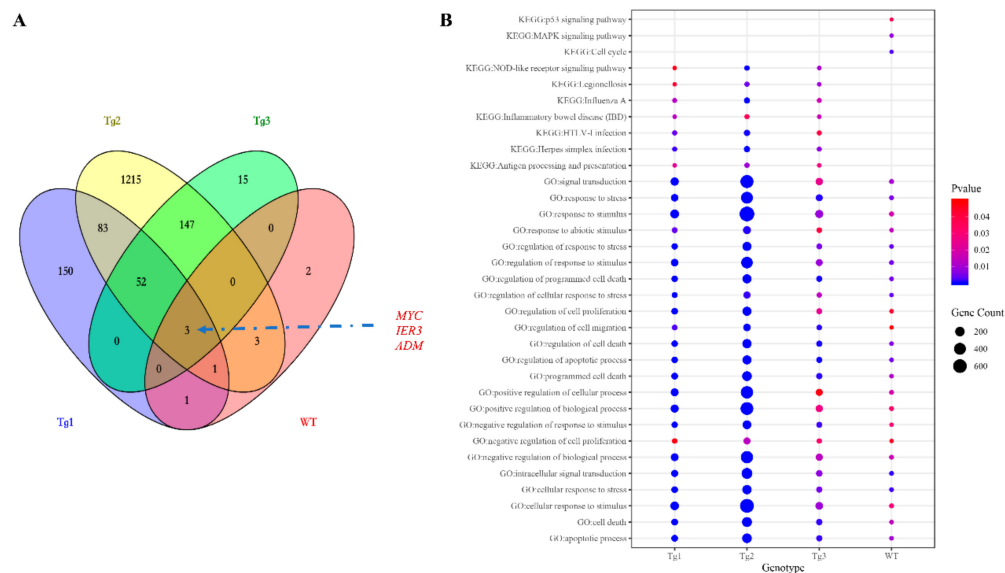 A
Tg2
Tg3
1215
15
83
147
0
150
52
0
2
3
0
0
1
3
1
Tg1
WT
MYC
IER3
ADM
B
KEGG:p53 signaling pathway
KEGG:MAPK signaling pathway
KEGG:Cell cycle
KEGG:NOD-like receptor signaling pathway
KEGG:Legionellosis
KEGG:Influenza A
KEGG:Inflammatory bowel disease (IBD)
KEGG:HTLV-I infection
KEGG:Herpes simplex infection
KEGG:Antigen processing and presentation
GO:signal transduction
GO:response to stress
GO:response to stimulus
GO:response to abiotic stimulus
GO:regulation of response to stress
GO:regulation of response to stimulus
GO:regulation of programmed cell death
GO:regulation of cellular response to stress
GO:regulation of cell proliferation
GO:regulation of cell migration
GO:regulation of cell death
GO:regulation of apoptotic process
GO:programmed cell death
GO:positive regulation of cellular process
GO:positive regulation of biological process
GO:negative regulation of response to stimulus
GO:negative regulation of cell proliferation
GO:negative regulation of biological process
GO:intracellular signal transduction
GO:cellular response to stress
GO:cellular response to stimulus
GO:cell death
GO:apoptotic process
Tg1
Tg2
Tg3
WT
Genotype
Pvalue
0.04
0.03
0.02
0.01
Gene Count
200
400
600